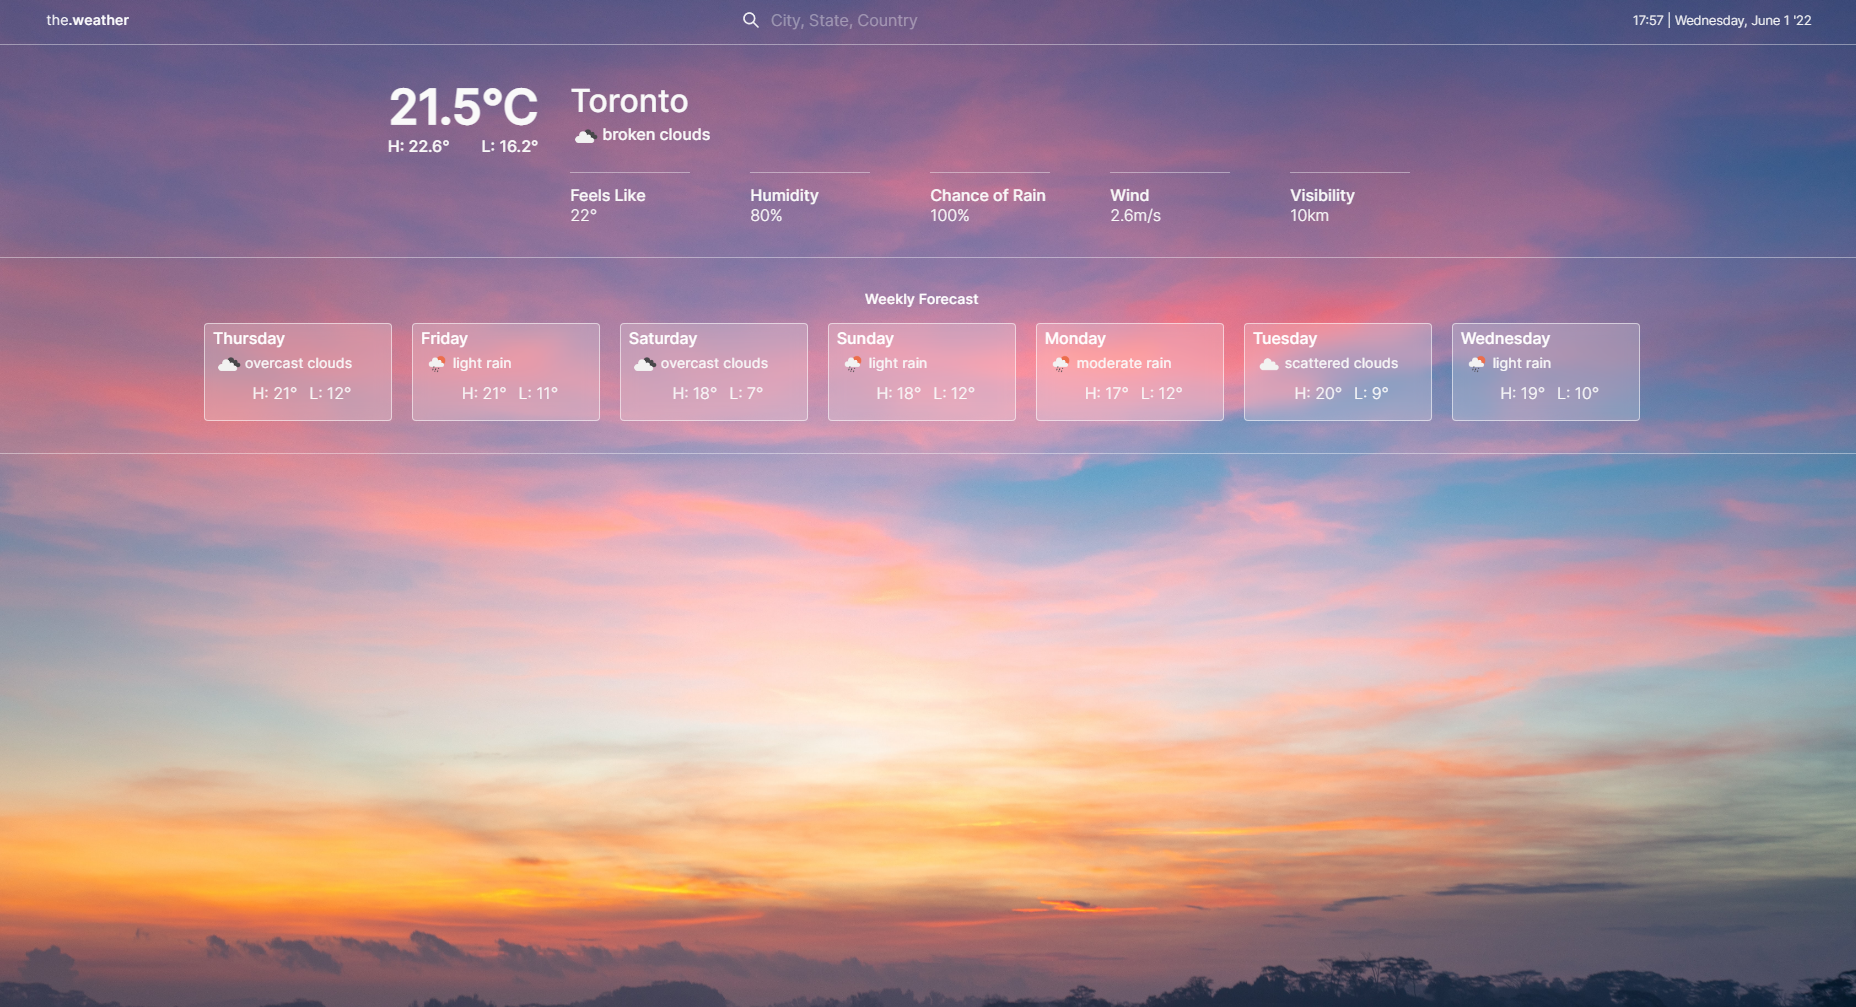 the.weather
City, State, Country
17:57 | Wednesday, June 1 '22
21.5°C
H: 22.6° L: 16.2°
Toronto
broken clouds
Feels Like
22°
Humidity
80%
Chance of Rain
100%
Wind
2.6m/s
Visibility
10km
Weekly Forecast
Thursday
overcast clouds
H: 21° L: 12°
Friday
light rain
H: 21° L: 11°
Saturday
overcast clouds
H: 18° L: 7°
Sunday
light rain
H: 18° L: 12°
Monday
moderate rain
H: 17° L: 12°
Tuesday
scattered clouds
H: 20° L: 9°
Wednesday
light rain
H: 19° L: 10°